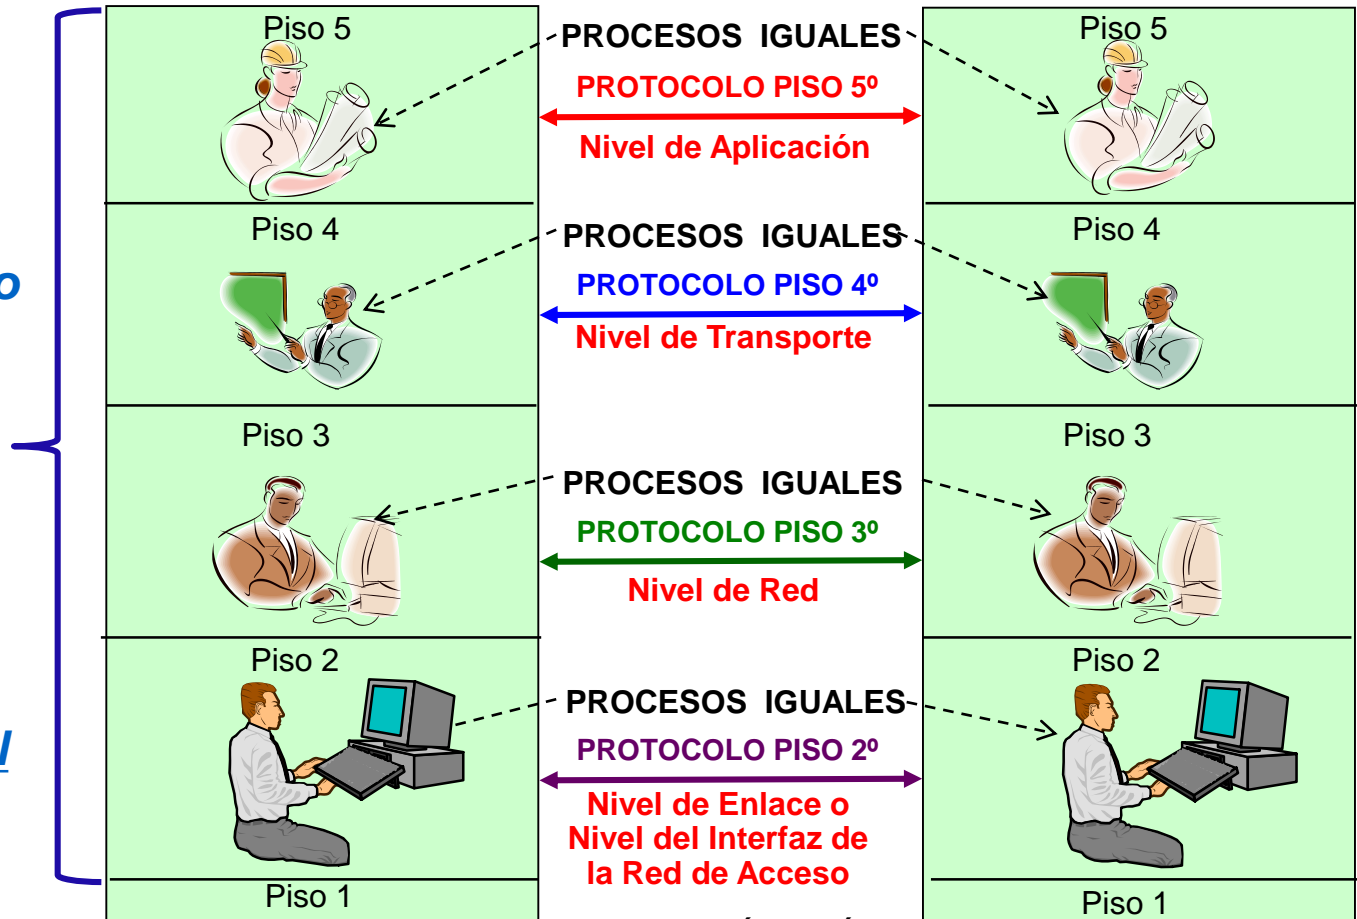 Piso 5
PROCESOS IGUALES
Piso 5
PROTOCOLO PISO 5º
Nivel de Aplicación
Piso 4
PROCESOS IGUALES
Piso 4
PROTOCOLO PISO 4º
Nivel de Transporte
Piso 3
Piso 3
PROCESOS IGUALES
PROTOCOLO PISO 3º
Nivel de Red
Piso 2
Piso 2
PROCESOS IGUALES
PROTOCOLO PISO 2º
Nivel de Enlace o
Nivel del Interfaz de
la Red de Acceso
Piso 1
Piso 1